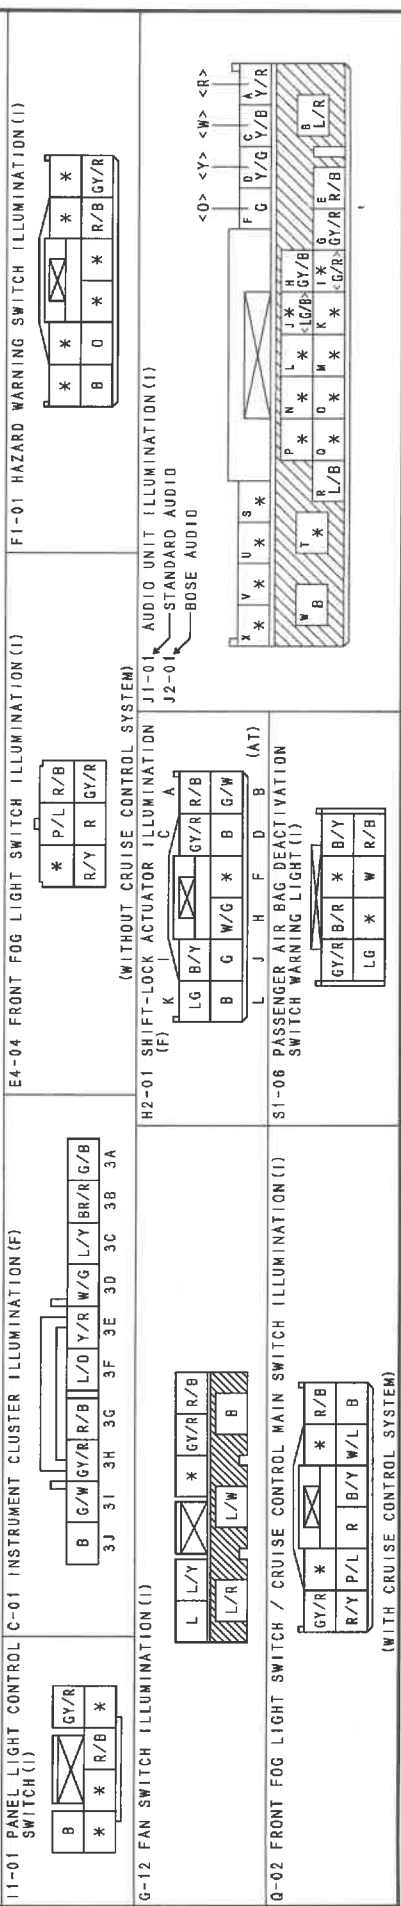 I1-01 PANEL LIGHT CONTROL
SWITCH(I)
B GY/R
* * R/B *
C-01 INSTRUMENT CLUSTER ILLUMINATION(F)
B G/W GY/R R/B L/O Y/R W/G L/Y BR/R G/B
3J 3I 3H 3G 3F 3E 3D 3C 3B 3A
E4-04 FRONT FOG LIGHT SWITCH ILLUMINATION(I)
* P/L R/B
R/Y R GY/R
(WITHOUT CRUISE CONTROL SYSTEM)
F1-01 HAZARD WARNING SWITCH ILLUMINATION(I)
* * * *
B O * * R/B GY/R
G-12 FAN SWITCH ILLUMINATION(I)
L L/Y * GY/R R/B
L/R L/W B
H2-01 SHIFT-LOCK ACTUATOR ILLUMINATION
(F)
K I C A
LG B/Y GY/R R/B
B G W/G * B G/W
L J H F D B
(AT)
J1-01 AUDIO UNIT ILLUMINATION(I)
STANDARD AUDIO
J2-01
BOSE AUDIO
<O> <Y> <W> <R>
X V U S F D C A
* * * * G Y/G Y/B Y/R
P N L J H
* * * * GY/B
<LG/B>
W T R Q O M K I G E B
B * L/B * * * * * GY/R R/B L/R
<G/R>
Q-02 FRONT FOG LIGHT SWITCH / CRUISE CONTROL MAIN SWITCH ILLUMINATION(I)
GY/R * * R/B
R/Y P/L R B/Y W/L B
(WITH CRUISE CONTROL SYSTEM)
S1-06 PASSENGER AIR BAG DEACTIVATION
SWITCH WARNING LIGHT(I)
GY/R B/R * B/Y
LG * W R/B